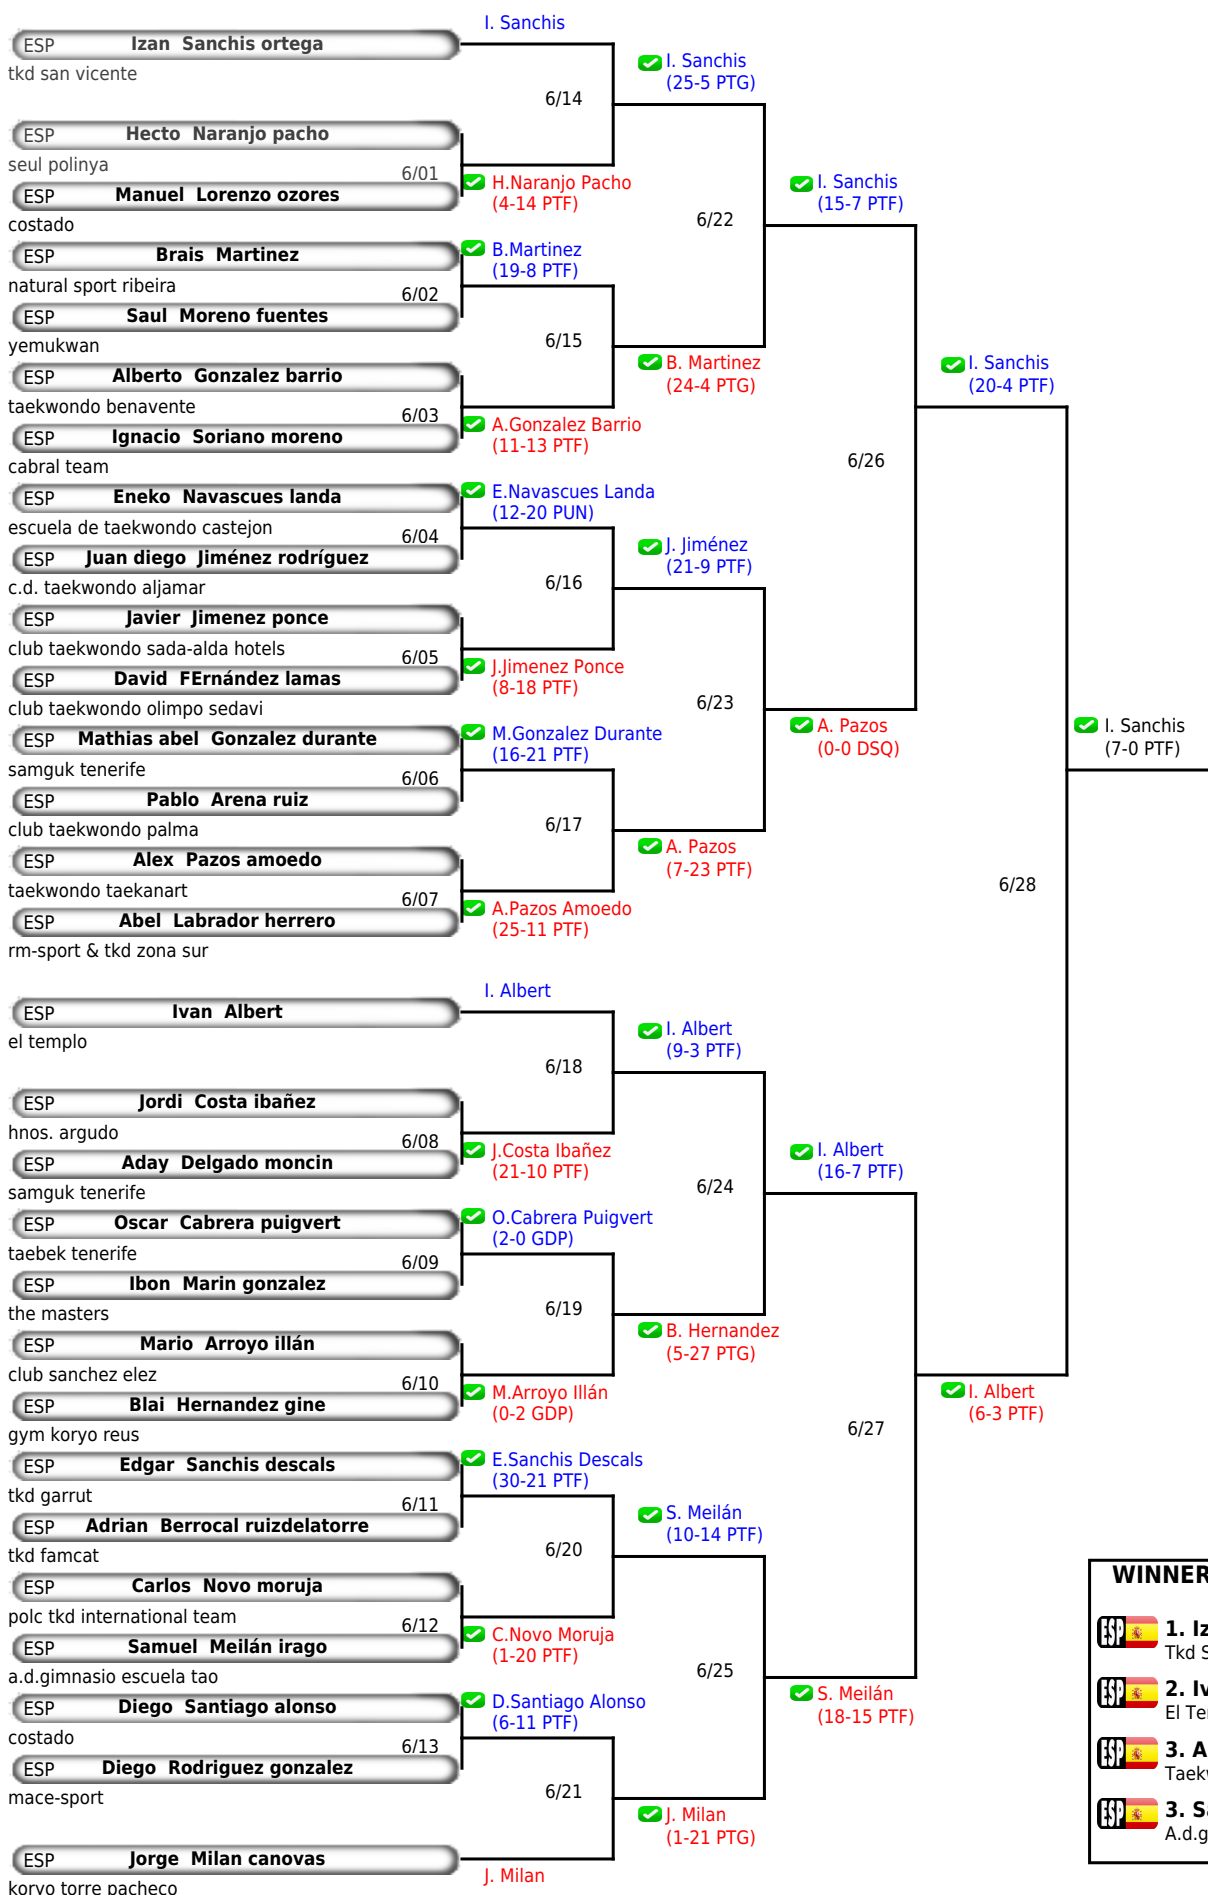 I. Sanchis
ESP Izan Sanchis ortega
tkd san vicente
I. Sanchis
(25-5 PTG)
6/14
ESP Hecto Naranjo pacho
seul polinya
6/01
H.Naranjo Pacho
(4-14 PTF)
ESP Manuel Lorenzo ozores
costado
I. Sanchis
(15-7 PTF)
6/22
ESP Brais Martinez
natural sport ribeira
B.Martinez
(19-8 PTF)
6/02
ESP Saul Moreno fuentes
yemukwan
6/15
B. Martinez
(24-4 PTG)
ESP Alberto Gonzalez barrio
taekwondo benavente
6/03
A.Gonzalez Barrio
(11-13 PTF)
ESP Ignacio Soriano moreno
cabral team
I. Sanchis
(20-4 PTF)
6/26
ESP Eneko Navascues landa
escuela de taekwondo castejon
E.Navascues Landa
(12-20 PUN)
6/04
ESP Juan diego Jiménez rodríguez
c.d. taekwondo aljamar
J. Jiménez
(21-9 PTF)
6/16
ESP Javier Jimenez ponce
club taekwondo sada-alda hotels
6/05
J.Jimenez Ponce
(8-18 PTF)
ESP David FErnández lamas
club taekwondo olimpo sedavi
6/23
A. Pazos
(0-0 DSQ)
I. Sanchis
(7-0 PTF)
ESP Mathias abel Gonzalez durante
samguk tenerife
M.Gonzalez Durante
(16-21 PTF)
6/06
ESP Pablo Arena ruiz
club taekwondo palma
6/17
A. Pazos
(7-23 PTF)
ESP Alex Pazos amoedo
taekwondo taekanart
6/07
A.Pazos Amoedo
(25-11 PTF)
ESP Abel Labrador herrero
rm-sport & tkd zona sur
6/28
I. Albert
ESP Ivan Albert
el templo
I. Albert
(9-3 PTF)
6/18
ESP Jordi Costa ibañez
hnos. argudo
6/08
J.Costa Ibañez
(21-10 PTF)
ESP Aday Delgado moncin
samguk tenerife
I. Albert
(16-7 PTF)
6/24
ESP Oscar Cabrera puigvert
taebek tenerife
O.Cabrera Puigvert
(2-0 GDP)
6/09
ESP Ibon Marin gonzalez
the masters
6/19
B. Hernandez
(5-27 PTG)
ESP Mario Arroyo illán
club sanchez elez
6/10
M.Arroyo Illán
(0-2 GDP)
ESP Blai Hernandez gine
gym koryo reus
I. Albert
(6-3 PTF)
6/27
ESP Edgar Sanchis descals
tkd garrut
E.Sanchis Descals
(30-21 PTF)
6/11
ESP Adrian Berrocal ruizdelatorre
tkd famcat
S. Meilán
(10-14 PTF)
6/20
ESP Carlos Novo moruja
polc tkd international team
6/12
C.Novo Moruja
(1-20 PTF)
ESP Samuel Meilán irago
a.d.gimnasio escuela tao
6/25
S. Meilán
(18-15 PTF)
ESP Diego Santiago alonso
costado
D.Santiago Alonso
(6-11 PTF)
6/13
ESP Diego Rodriguez gonzalez
mace-sport
6/21
J. Milan
(1-21 PTG)
ESP Jorge Milan canovas
koryo torre pacheco
J. Milan
WINNER
ESP 1. Iz
Tkd S
ESP 2. Iv
El Te
ESP 3. A
Taekw
ESP 3. Sa
A.d.g